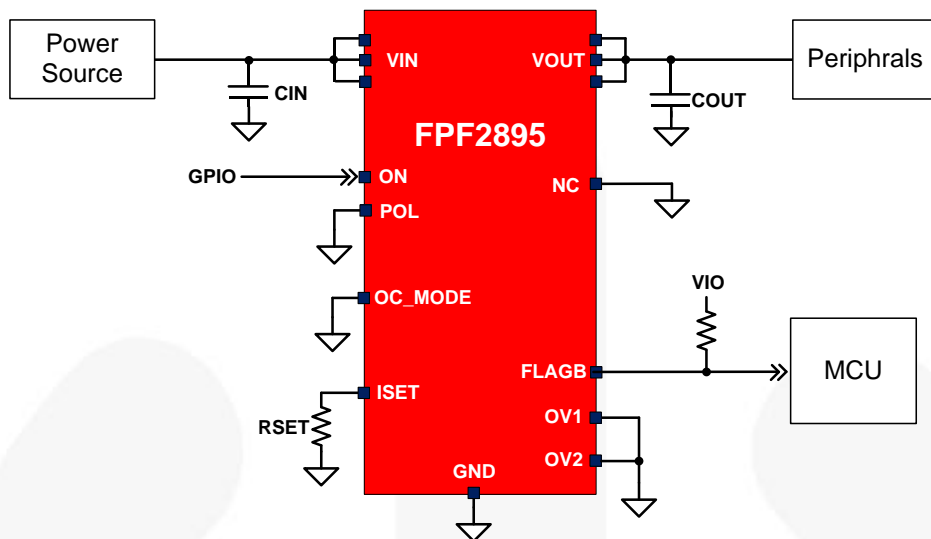 Power
Source
CIN
VIN
VOUT
COUT
Periphrals
FPF2895
GPIO
ON
NC
POL
OC_MODE
VIO
FLAGB
MCU
ISET
RSET
OV1
OV2
GND